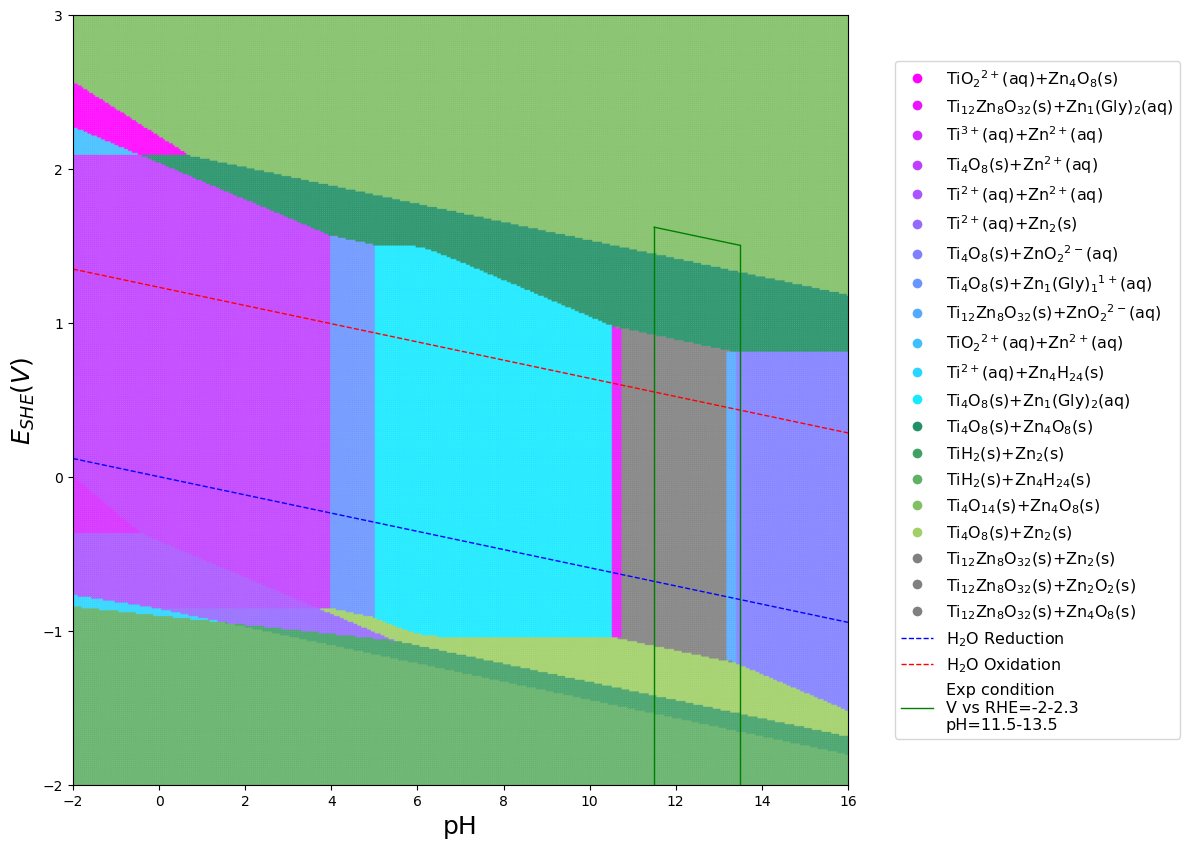 3
2
1
0
−1
−2
−2
0
2
4
6
8
10
12
14
16
E_SHE(V)
pH
TiO₂²⁺(aq)+Zn₄O₈(s)
Ti₁₂Zn₈O₃₂(s)+Zn₁(Gly)₂(aq)
Ti³⁺(aq)+Zn²⁺(aq)
Ti₄O₈(s)+Zn²⁺(aq)
Ti²⁺(aq)+Zn²⁺(aq)
Ti²⁺(aq)+Zn₂(s)
Ti₄O₈(s)+ZnO₂²⁻(aq)
Ti₄O₈(s)+Zn₁(Gly)₁¹⁺(aq)
Ti₁₂Zn₈O₃₂(s)+ZnO₂²⁻(aq)
TiO₂²⁺(aq)+Zn²⁺(aq)
Ti²⁺(aq)+Zn₄H₂₄(s)
Ti₄O₈(s)+Zn₁(Gly)₂(aq)
Ti₄O₈(s)+Zn₄O₈(s)
TiH₂(s)+Zn₂(s)
TiH₂(s)+Zn₄H₂₄(s)
Ti₄O₁₄(s)+Zn₄O₈(s)
Ti₄O₈(s)+Zn₂(s)
Ti₁₂Zn₈O₃₂(s)+Zn₂(s)
Ti₁₂Zn₈O₃₂(s)+Zn₂O₂(s)
Ti₁₂Zn₈O₃₂(s)+Zn₄O₈(s)
H₂O Reduction
H₂O Oxidation
Exp condition
V vs RHE=-2-2.3
pH=11.5-13.5